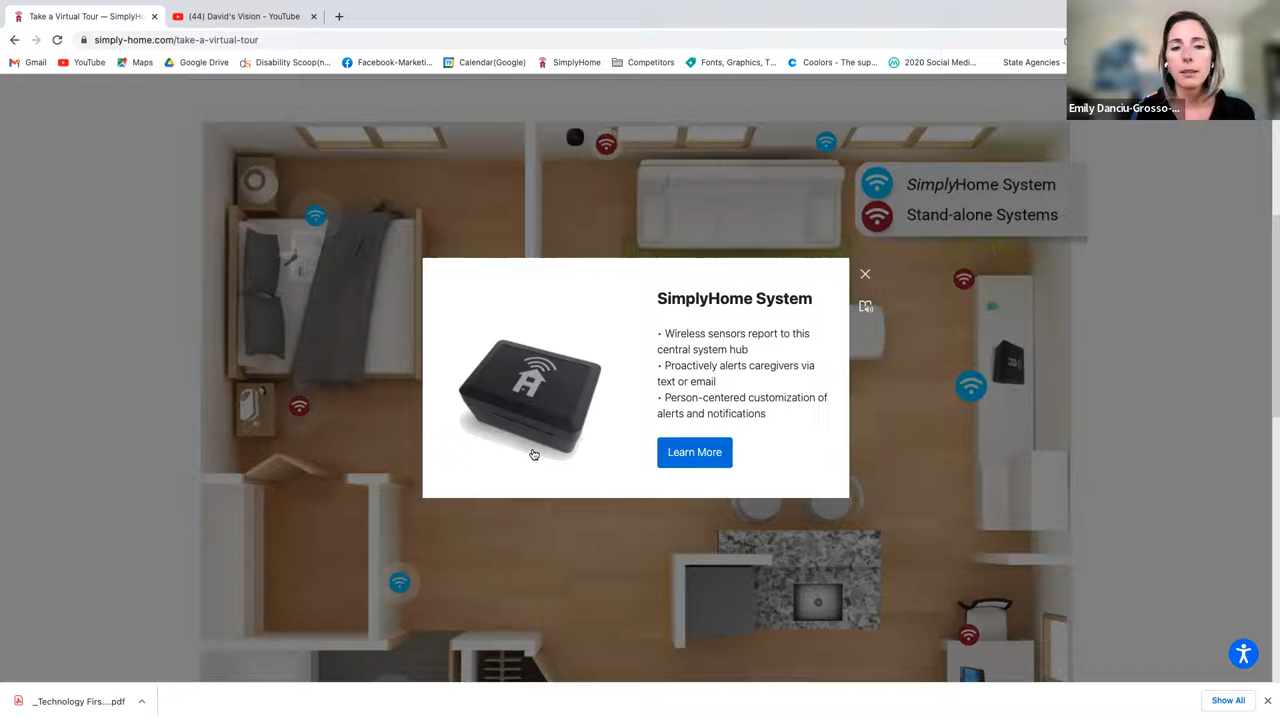 Take a Virtual Tour — SimplyHo
(44) David's Vision - YouTube
simply-home.com/take-a-virtual-tour
Gmail
YouTube
Maps
Google Drive
Disability Scoop(n...
Facebook-Marketi...
Calendar(Google)
SimplyHome
Competitors
Fonts, Graphics, T...
Coolors - The sup...
2020 Social Medi...
State Agencies -
Emily Danciu-Grosso-...
SimplyHome System
Stand-alone Systems
SimplyHome System
• Wireless sensors report to this
central system hub
• Proactively alerts caregivers via
text or email
• Person-centered customization of
alerts and notifications
Learn More
_Technology Firs....pdf
Show All